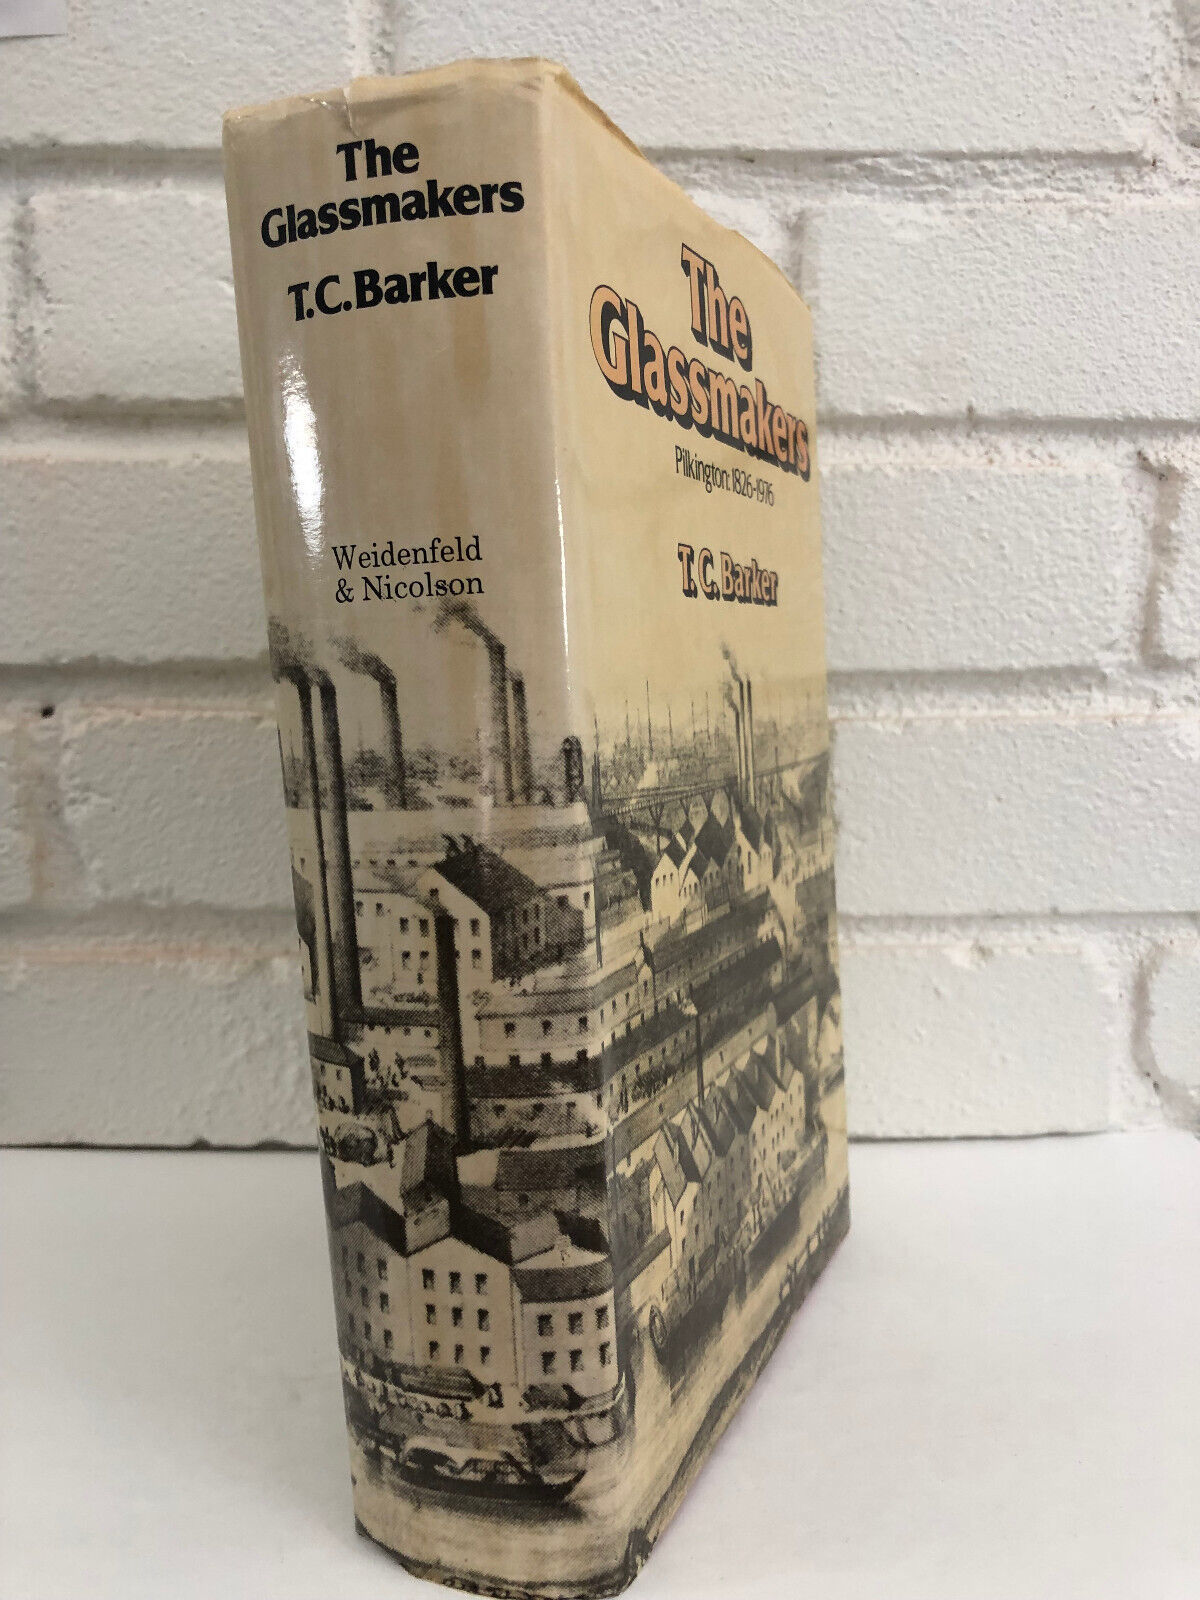 The
Glassmakers
T.C.Barker
Weidenfeld
& Nicolson
The
Glassmakers
Pilkington: 1826-1976
T.C. Barker